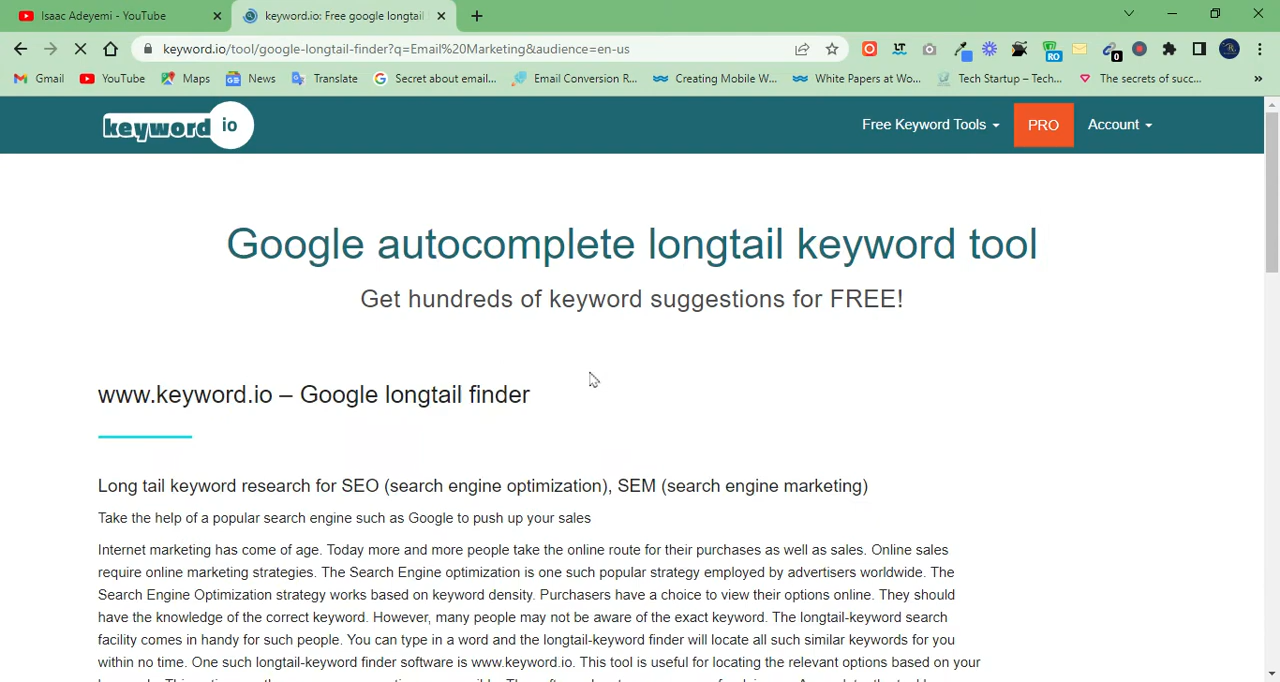 Isaac Adeyemi - YouTube
keyword.io: Free google longtail
keyword.io/tool/google-longtail-finder?q=Email%20Marketing&audience=en-us
LT
RO
0
Gmail
YouTube
Maps
News
Translate
Secret about email...
Email Conversion R...
Creating Mobile W...
White Papers at Wo...
Tech Startup – Tech...
The secrets of succ...
keyword io
Free Keyword Tools
PRO
Account
Google autocomplete longtail keyword tool
Get hundreds of keyword suggestions for FREE!
www.keyword.io – Google longtail finder
Long tail keyword research for SEO (search engine optimization), SEM (search engine marketing)
Take the help of a popular search engine such as Google to push up your sales
Internet marketing has come of age. Today more and more people take the online route for their purchases as well as sales. Online sales
require online marketing strategies. The Search Engine optimization is one such popular strategy employed by advertisers worldwide. The
Search Engine Optimization strategy works based on keyword density. Purchasers have a choice to view their options online. They should
have the knowledge of the correct keyword. However, many people may not be aware of the exact keyword. The longtail-keyword search
facility comes in handy for such people. You can type in a word and the longtail-keyword finder will locate all such similar keywords for you
within no time. One such longtail-keyword finder software is www.keyword.io. This tool is useful for locating the relevant options based on your